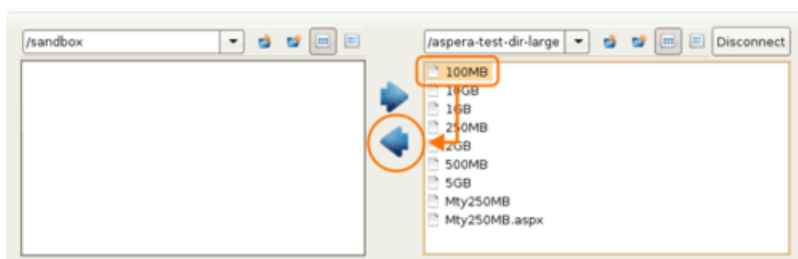 /sandbox
/aspera-test-dir-large
Disconnect
100MB
10GB
1GB
250MB
2GB
500MB
5GB
Mty250MB
Mty250MB.aspx